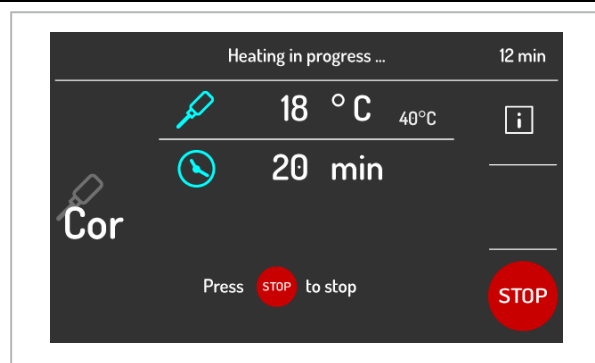 Heating in progress ... 12 min
18 °C 40°C
i
20 min
Cor
Press STOP to stop
STOP